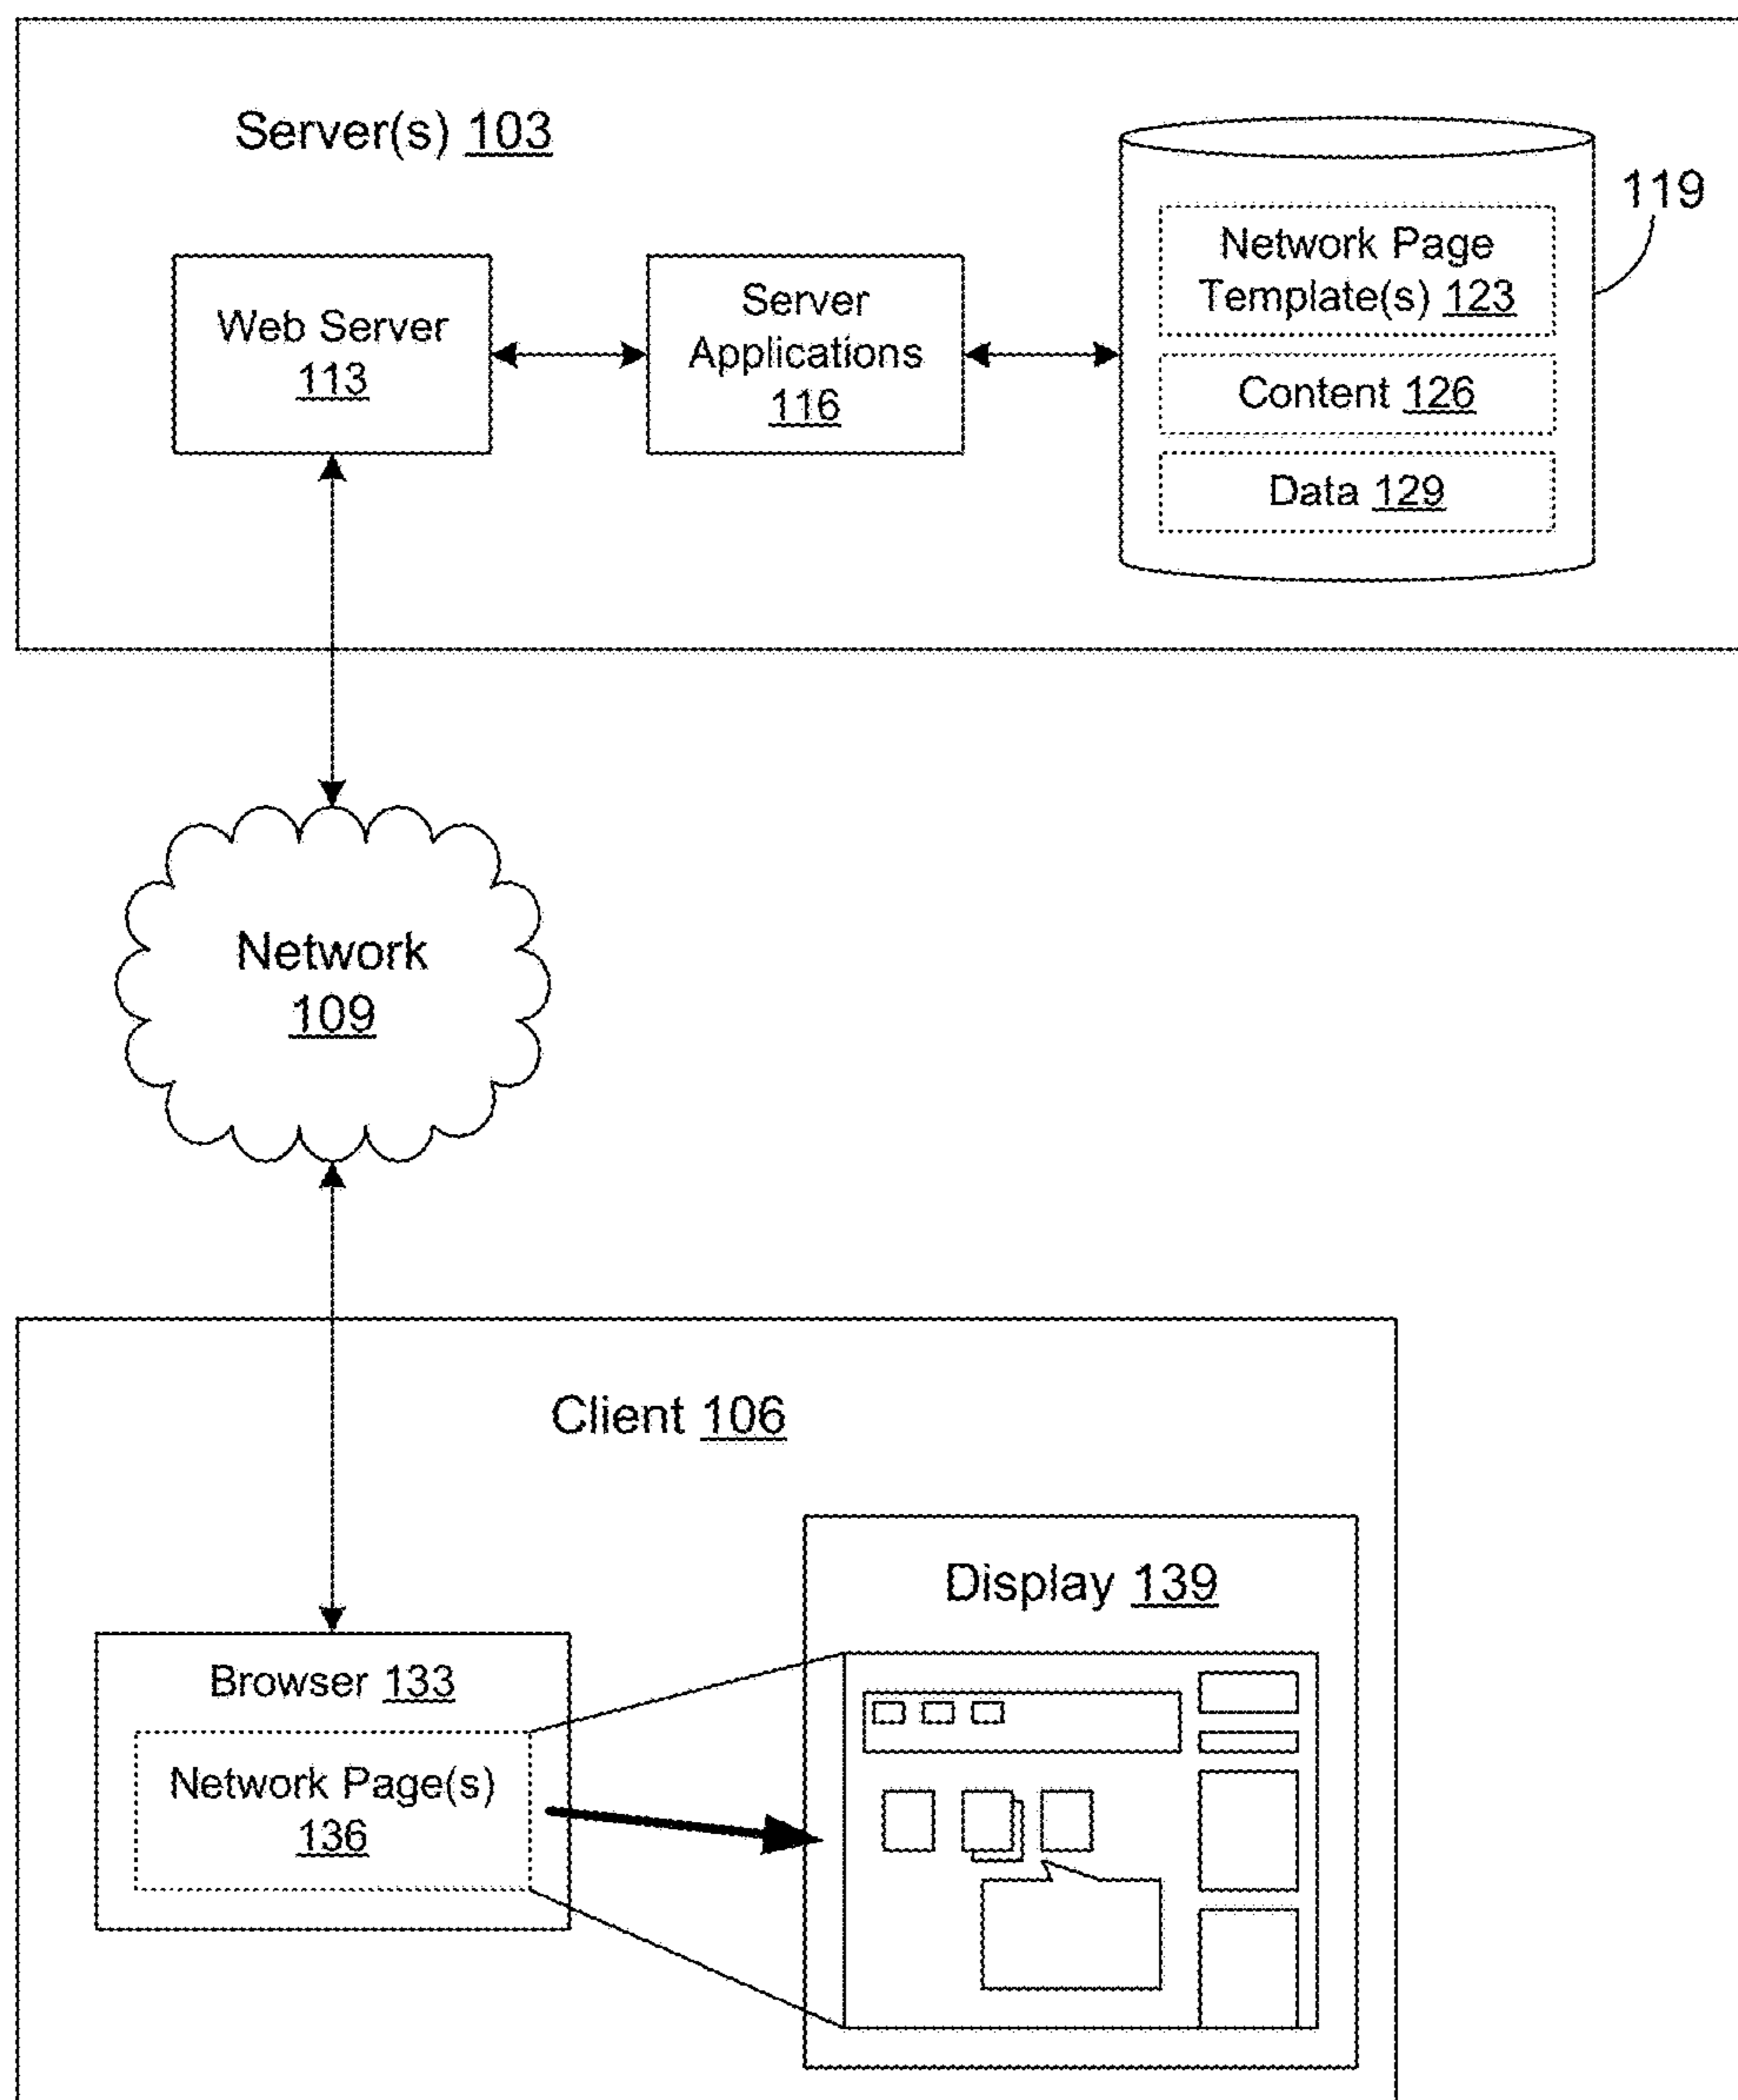 Server(s) 103
119
Network Page
Template(s) 123
Web Server
113
Server
Applications
116
Content 126
Data 129
Network
109
Client 106
Display 139
Browser 133
Network Page(s)
136